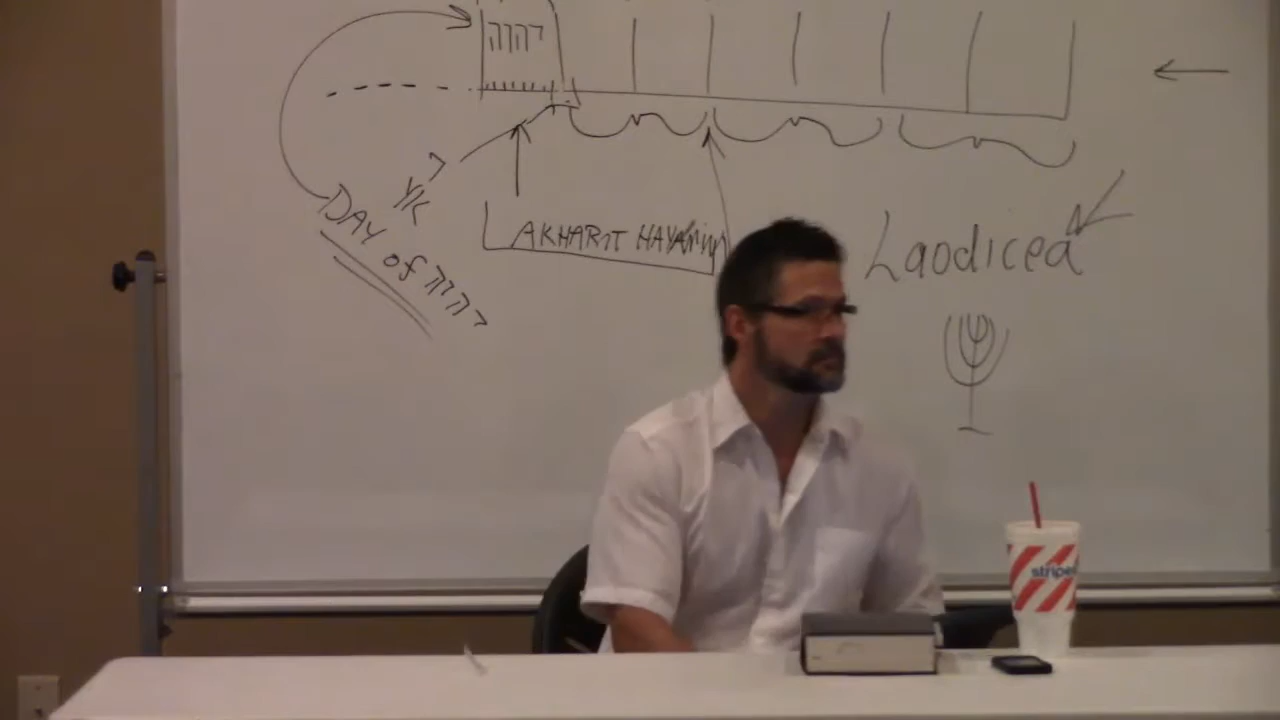 יהוה
YK
DAY of יהוה
AKHARIT HAYAMIM
Laodicea
stripes